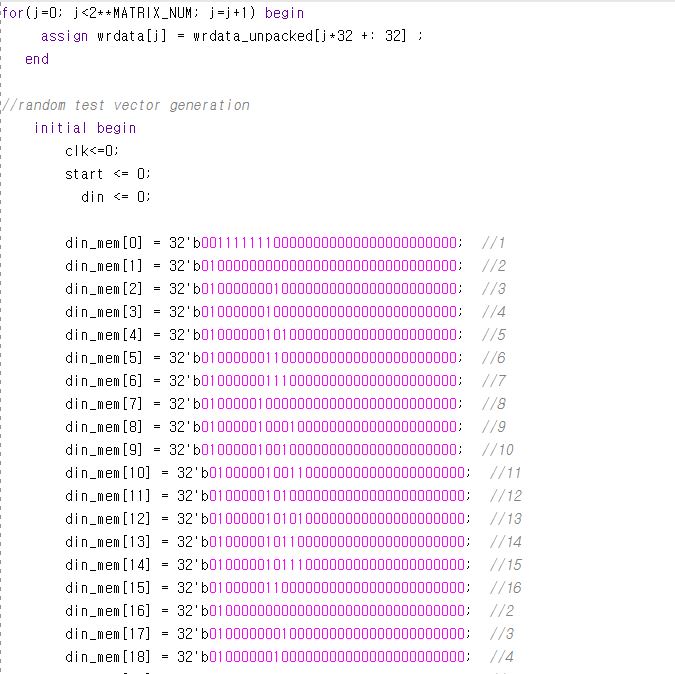 for(j=0; j<2**MATRIX_NUM; j=j+1) begin
assign wrdata[j] = wrdata_unpacked[j*32 +: 32] ;
end
//random test vector generation
initial begin
clk<=0;
start <= 0;
din <= 0;
din_mem[0] = 32'b00111111100000000000000000000000; //1
din_mem[1] = 32'b01000000000000000000000000000000; //2
din_mem[2] = 32'b01000000010000000000000000000000; //3
din_mem[3] = 32'b01000000100000000000000000000000; //4
din_mem[4] = 32'b01000000101000000000000000000000; //5
din_mem[5] = 32'b01000000110000000000000000000000; //6
din_mem[6] = 32'b01000000111000000000000000000000; //7
din_mem[7] = 32'b01000001000000000000000000000000; //8
din_mem[8] = 32'b01000001000100000000000000000000; //9
din_mem[9] = 32'b01000001001000000000000000000000; //10
din_mem[10] = 32'b01000001001100000000000000000000; //11
din_mem[11] = 32'b01000001010000000000000000000000; //12
din_mem[12] = 32'b01000001010100000000000000000000; //13
din_mem[13] = 32'b01000001011000000000000000000000; //14
din_mem[14] = 32'b01000001011100000000000000000000; //15
din_mem[15] = 32'b01000001100000000000000000000000; //16
din_mem[16] = 32'b01000000000000000000000000000000; //2
din_mem[17] = 32'b01000000010000000000000000000000; //3
din_mem[18] = 32'b01000000100000000000000000000000; //4